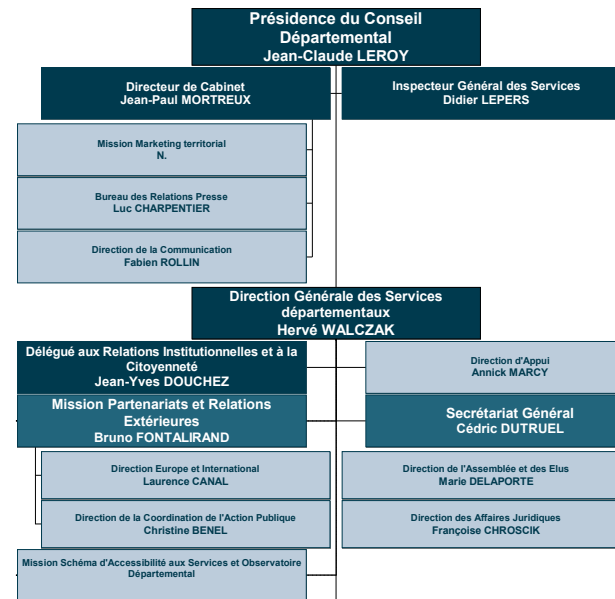 Présidence du Conseil
Départemental
Jean-Claude LEROY
Directeur de Cabinet
Jean-Paul MORTREUX
Inspecteur Général des Services
Didier LEPERS
Mission Marketing territorial
N.
Bureau des Relations Presse
Luc CHARPENTIER
Direction de la Communication
Fabien ROLLIN
Direction Générale des Services
départementaux
Hervé WALCZAK
Délégué aux Relations Institutionnelles et à la
Citoyenneté
Jean-Yves DOUCHEZ
Direction d'Appui
Annick MARCY
Mission Partenariats et Relations
Extérieures
Bruno FONTALIRAND
Secrétariat Général
Cédric DUTRUEL
Direction Europe et International
Laurence CANAL
Direction de l'Assemblée et des Elus
Marie DELAPORTE
Direction de la Coordination de l'Action Publique
Christine BENEL
Direction des Affaires Juridiques
Françoise CHROSCIK
Mission Schéma d'Accessibilité aux Services et Observatoire
Départemental